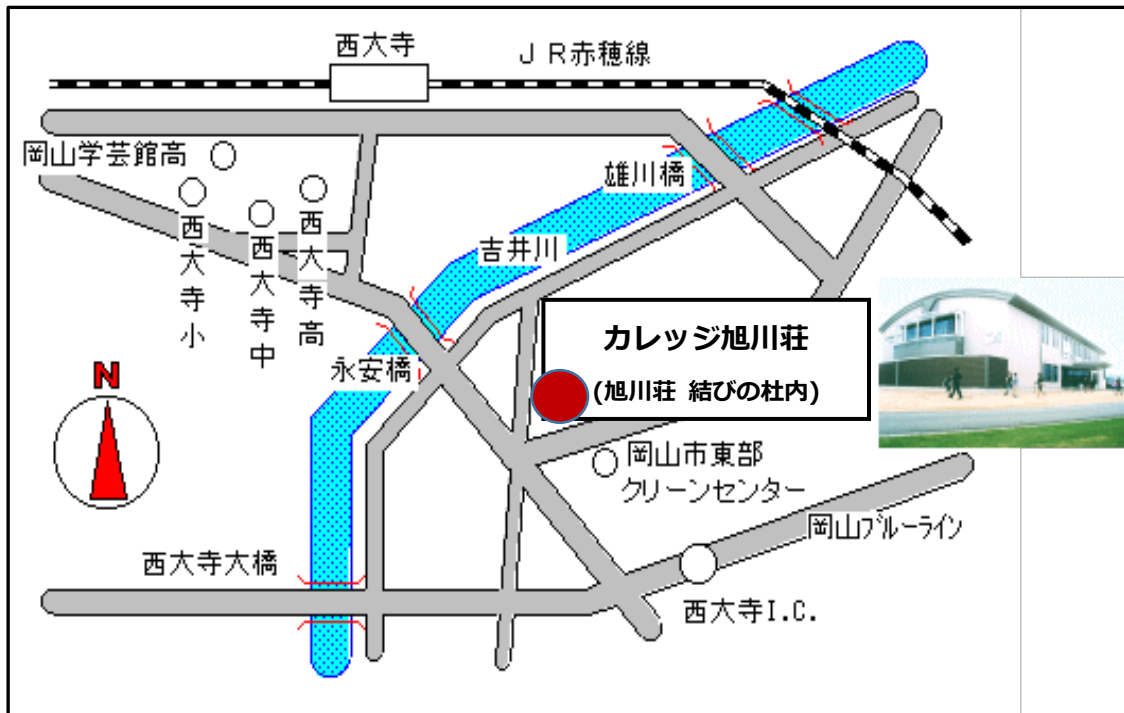 西大寺
ＪＲ赤穂線
岡山学芸館高
雄川橋
西大寺小
西大寺中
西大寺高
吉井川
カレッジ旭川荘
(旭川荘 結びの杜内)
永安橋
N
岡山市東部
クリーンセンター
岡山ブルーライン
西大寺大橋
西大寺I.C.